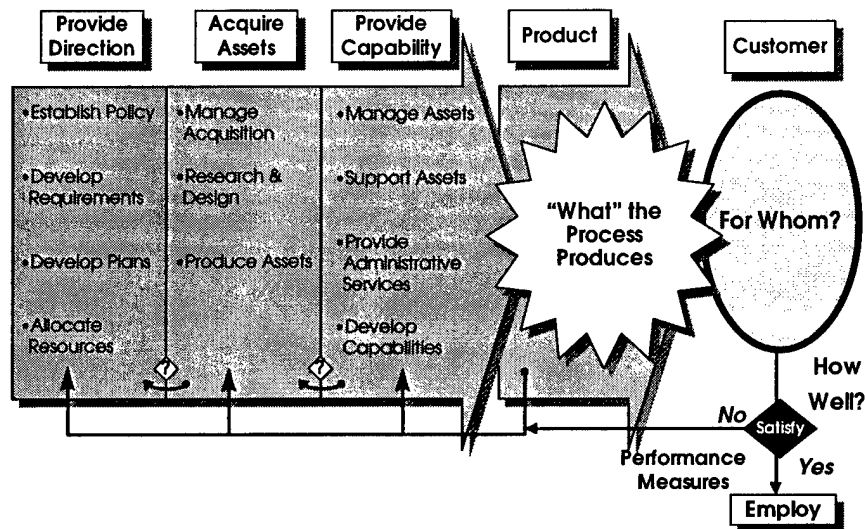 Provide
Direction
Acquire
Assets
Provide
Capability
Product
Customer
•Establish Policy
•Develop
Requirements
•Develop Plans
•Allocate
Resources
•Manage
Acquisition
•Research &
Design
•Produce Assets
•Manage Assets
•Support Assets
•Provide
Administrative
Services
•Develop
Capabilities
?
?
"What" the
Process
Produces
For Whom?
How
Well?
No
Satisfy
Performance
Measures
Yes
Employ